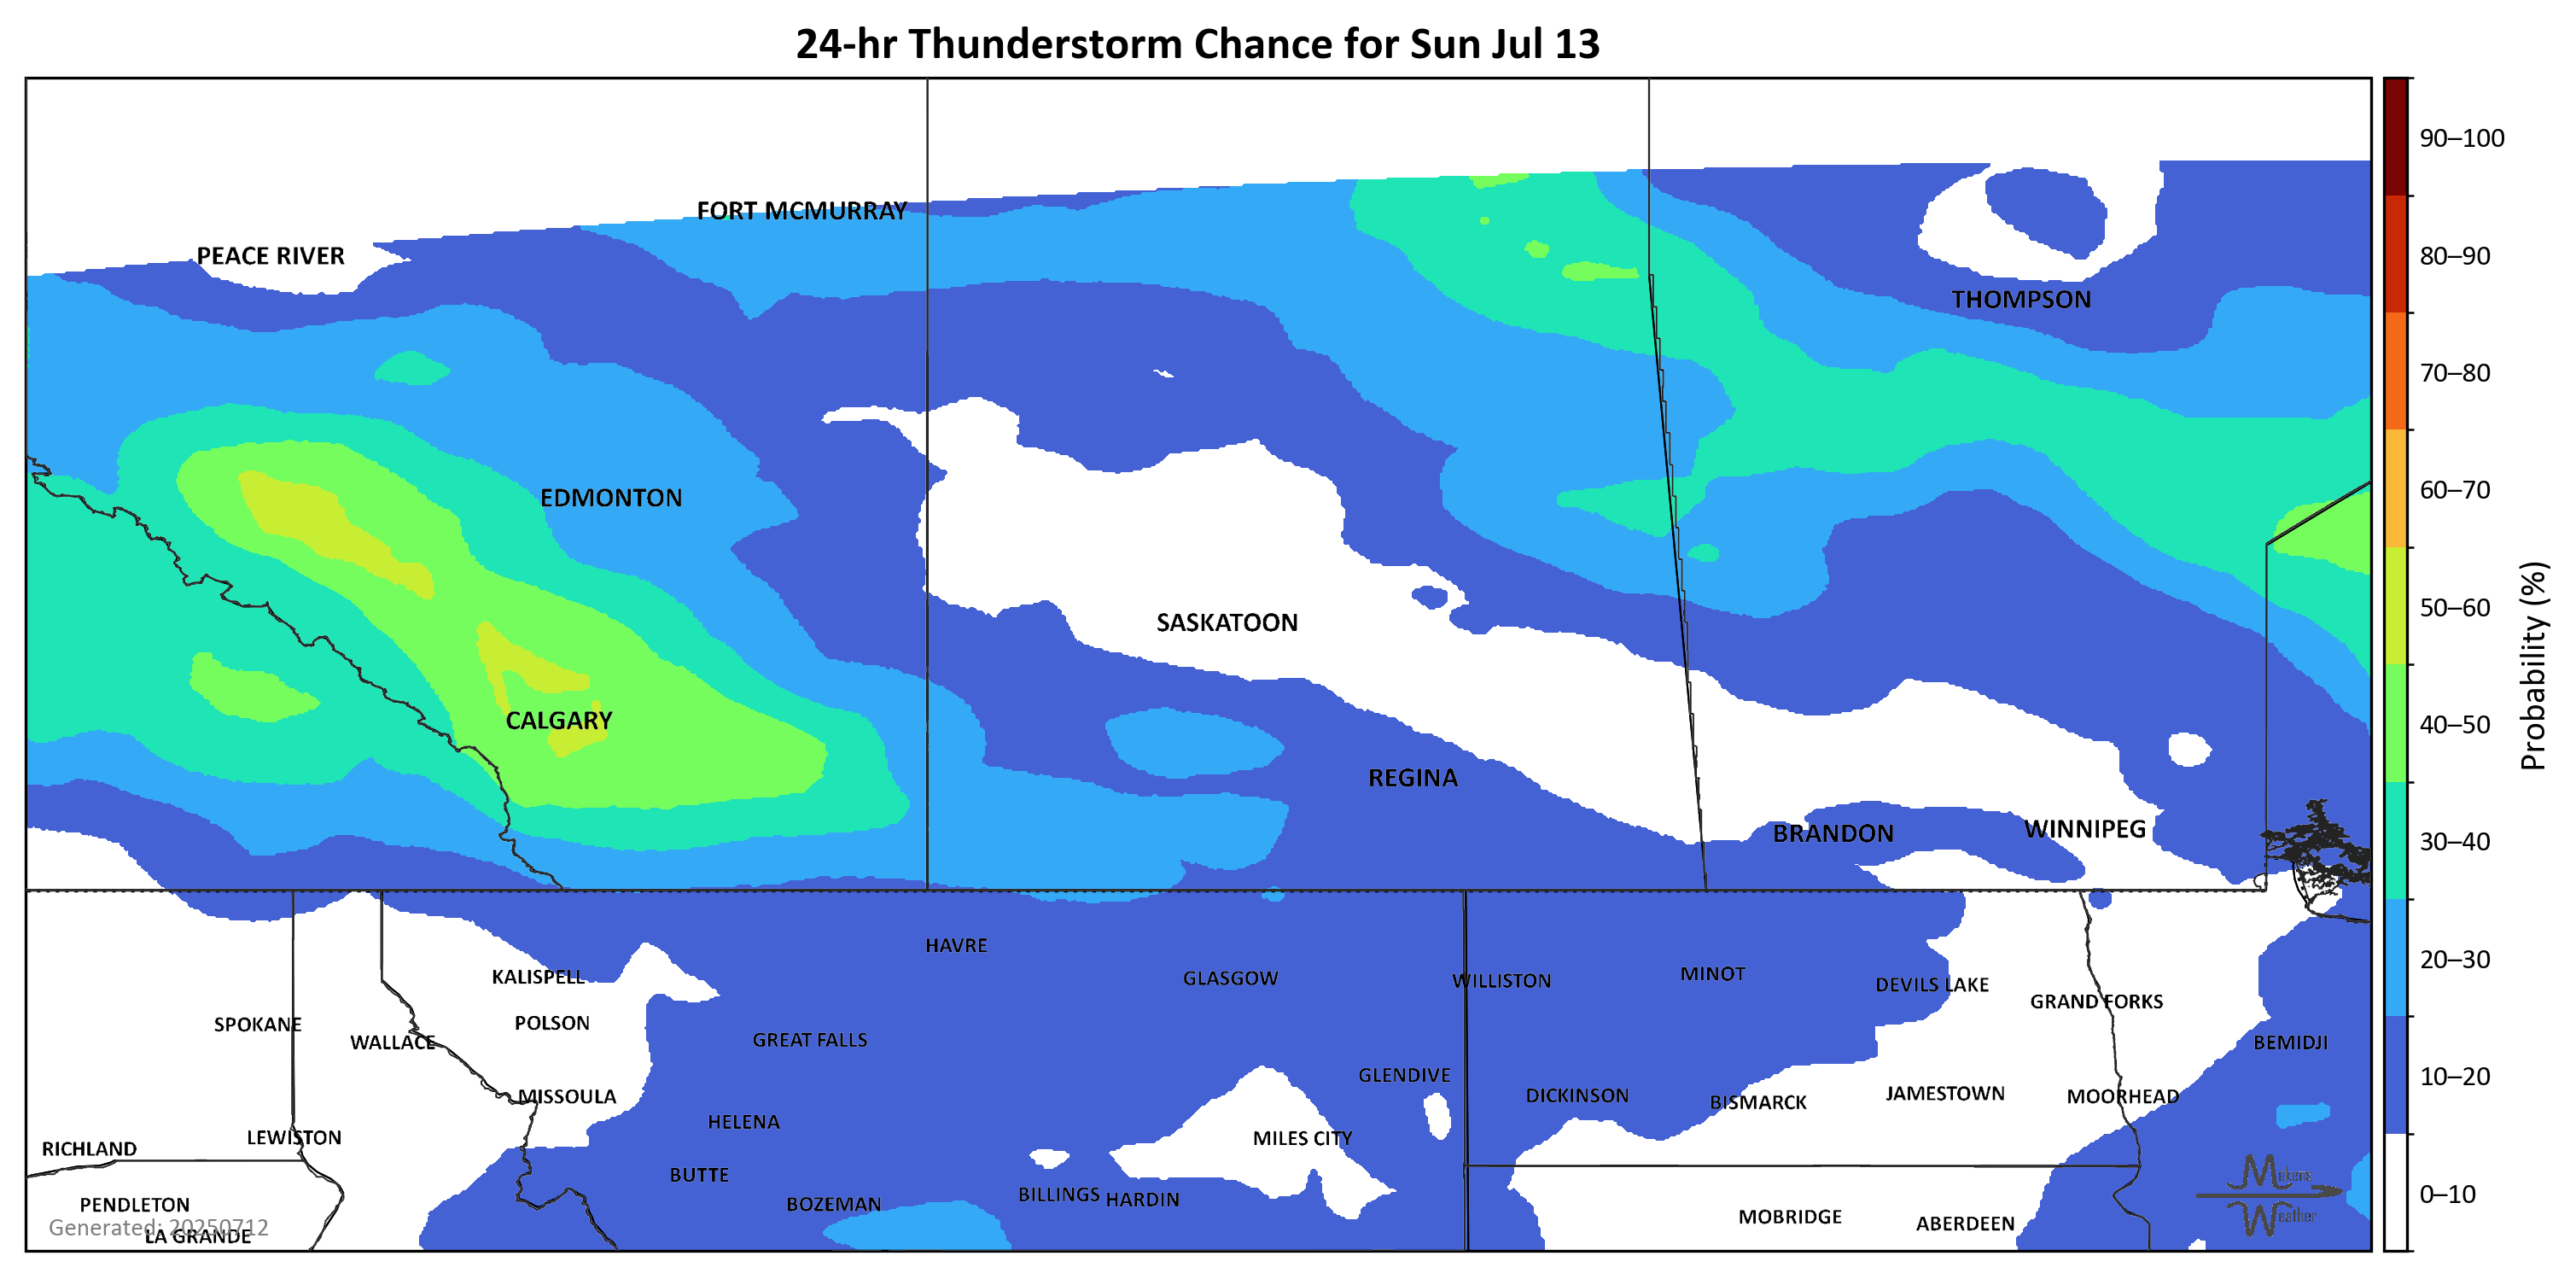 24-hr Thunderstorm Chance for Sun Jul 13
FORT MCMURRAY
PEACE RIVER
THOMPSON
EDMONTON
SASKATOON
CALGARY
REGINA
BRANDON
WINNIPEG
HAVRE
KALISPELL
GLASGOW
WILLISTON
MINOT
DEVILS LAKE
GRAND FORKS
SPOKANE
POLSON
WALLACE
GREAT FALLS
BEMIDJI
GLENDIVE
MISSOULA
DICKINSON
BISMARCK
JAMESTOWN
MOORHEAD
HELENA
LEWISTON
RICHLAND
MILES CITY
BUTTE
PENDLETON
BOZEMAN
BILLINGS
HARDIN
MOBRIDGE
ABERDEEN
Generated: 20250712
LA GRANDE
Mekens
Weather
90–100
80–90
70–80
60–70
50–60
40–50
30–40
20–30
10–20
0–10
Probability (%)